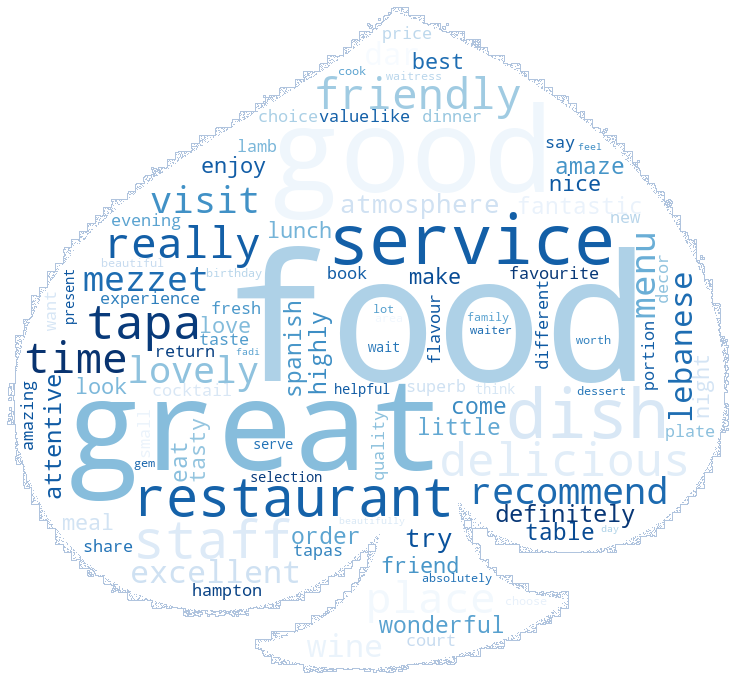 price
da
best
cook
waitress
friendly
choice
valuelike
dinner
good
lamb
say
feel
enjoy
amaze
nice
visit
atmosphere
fantastic
evening
new
lunch
service
really
menu
beautiful
birthday
book
make
favourite
decor
food
mezzet
present
experience
want
fresh
lot
family
flavour
different
lebanese
tapa
love
taste
spanish
highly
waiter
worth
portion
time
return
fadi
wait
lovely
look
cocktail
helpful
superb
think
dessert
night
amazing
attentive
great
come
dish
little
plate
small
eat
tasty
serve
quality
delicious
gem
selection
restaurant
recommend
definitely
meal
staff
beautifully
order
try
table
day
share
tapas
excellent
friend
absolutely
hampton
place
choose
wonderful
wine
court